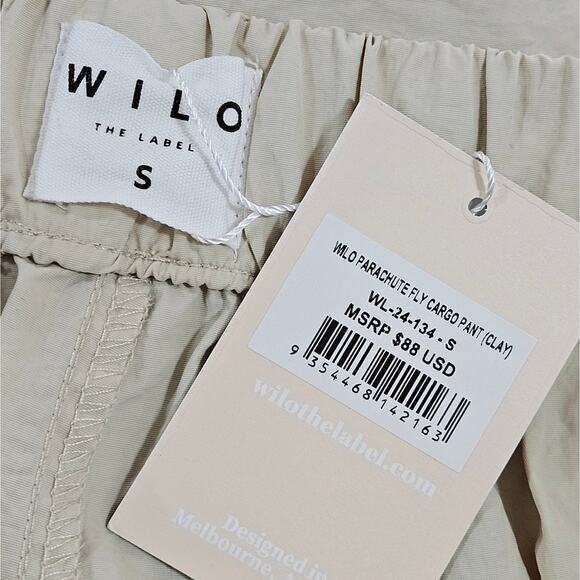 WILO
THE LABEL
S
WILO PARACHUTE FLY CARGO PANT (CLAY)
WL-24-134 - S
MSRP $88 USD
9 354468 142163
wilothelabel.com
Designed in
Melbourne,